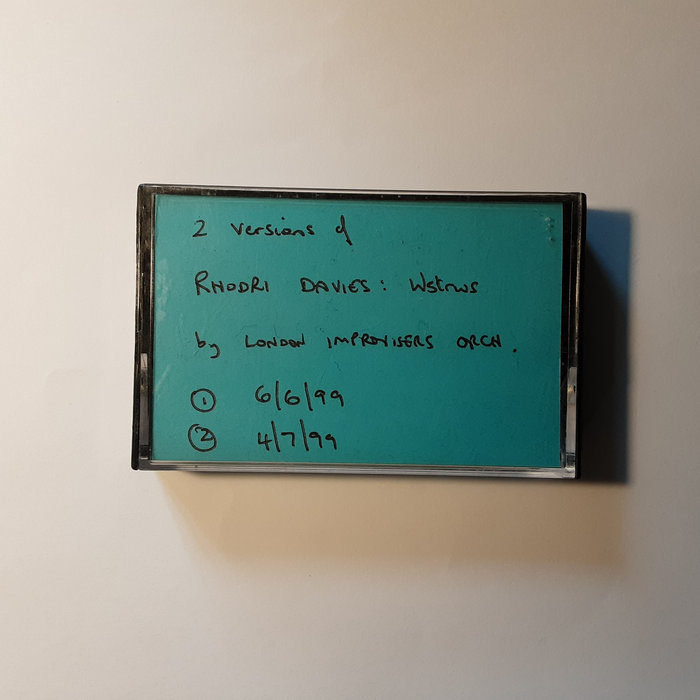 2 versions of
RHODRI DAVIES: Wstrws
by LONDON IMPROVISERS ORCH.
① 6/6/99
② 4/7/99